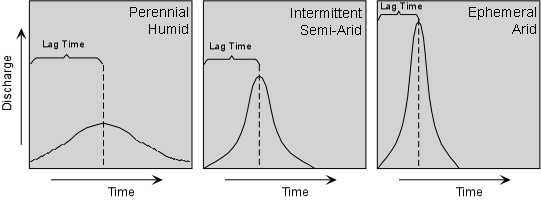 Perennial
Humid
Lag Time
Intermittent
Semi-Arid
Lag Time
Ephemeral
Arid
Lag Time
Discharge
Time
Time
Time